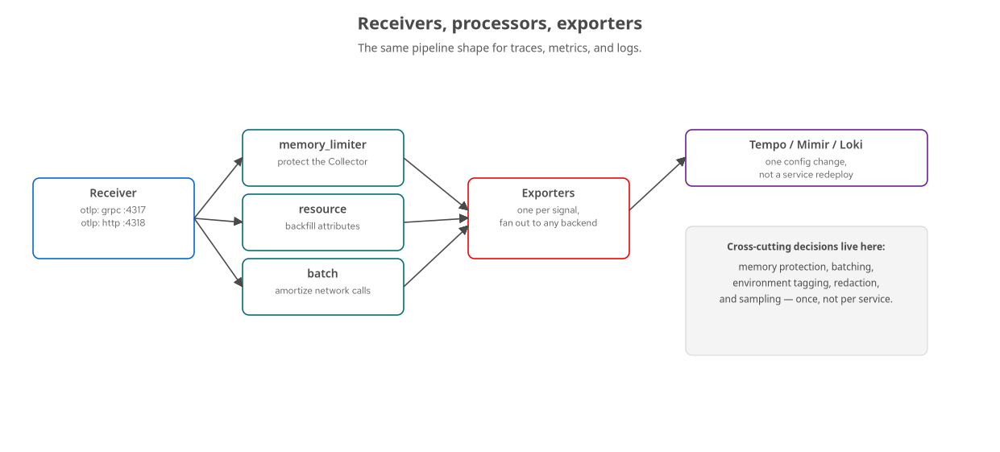 Receivers, processors, exporters
The same pipeline shape for traces, metrics, and logs.
Receiver
otlp: grpc :4317
otlp: http :4318
memory_limiter
protect the Collector
resource
backfill attributes
batch
amortize network calls
Exporters
one per signal,
fan out to any backend
Tempo / Mimir / Loki
one config change,
not a service redeploy
Cross-cutting decisions live here:
memory protection, batching,
environment tagging, redaction,
and sampling — once, not per service.